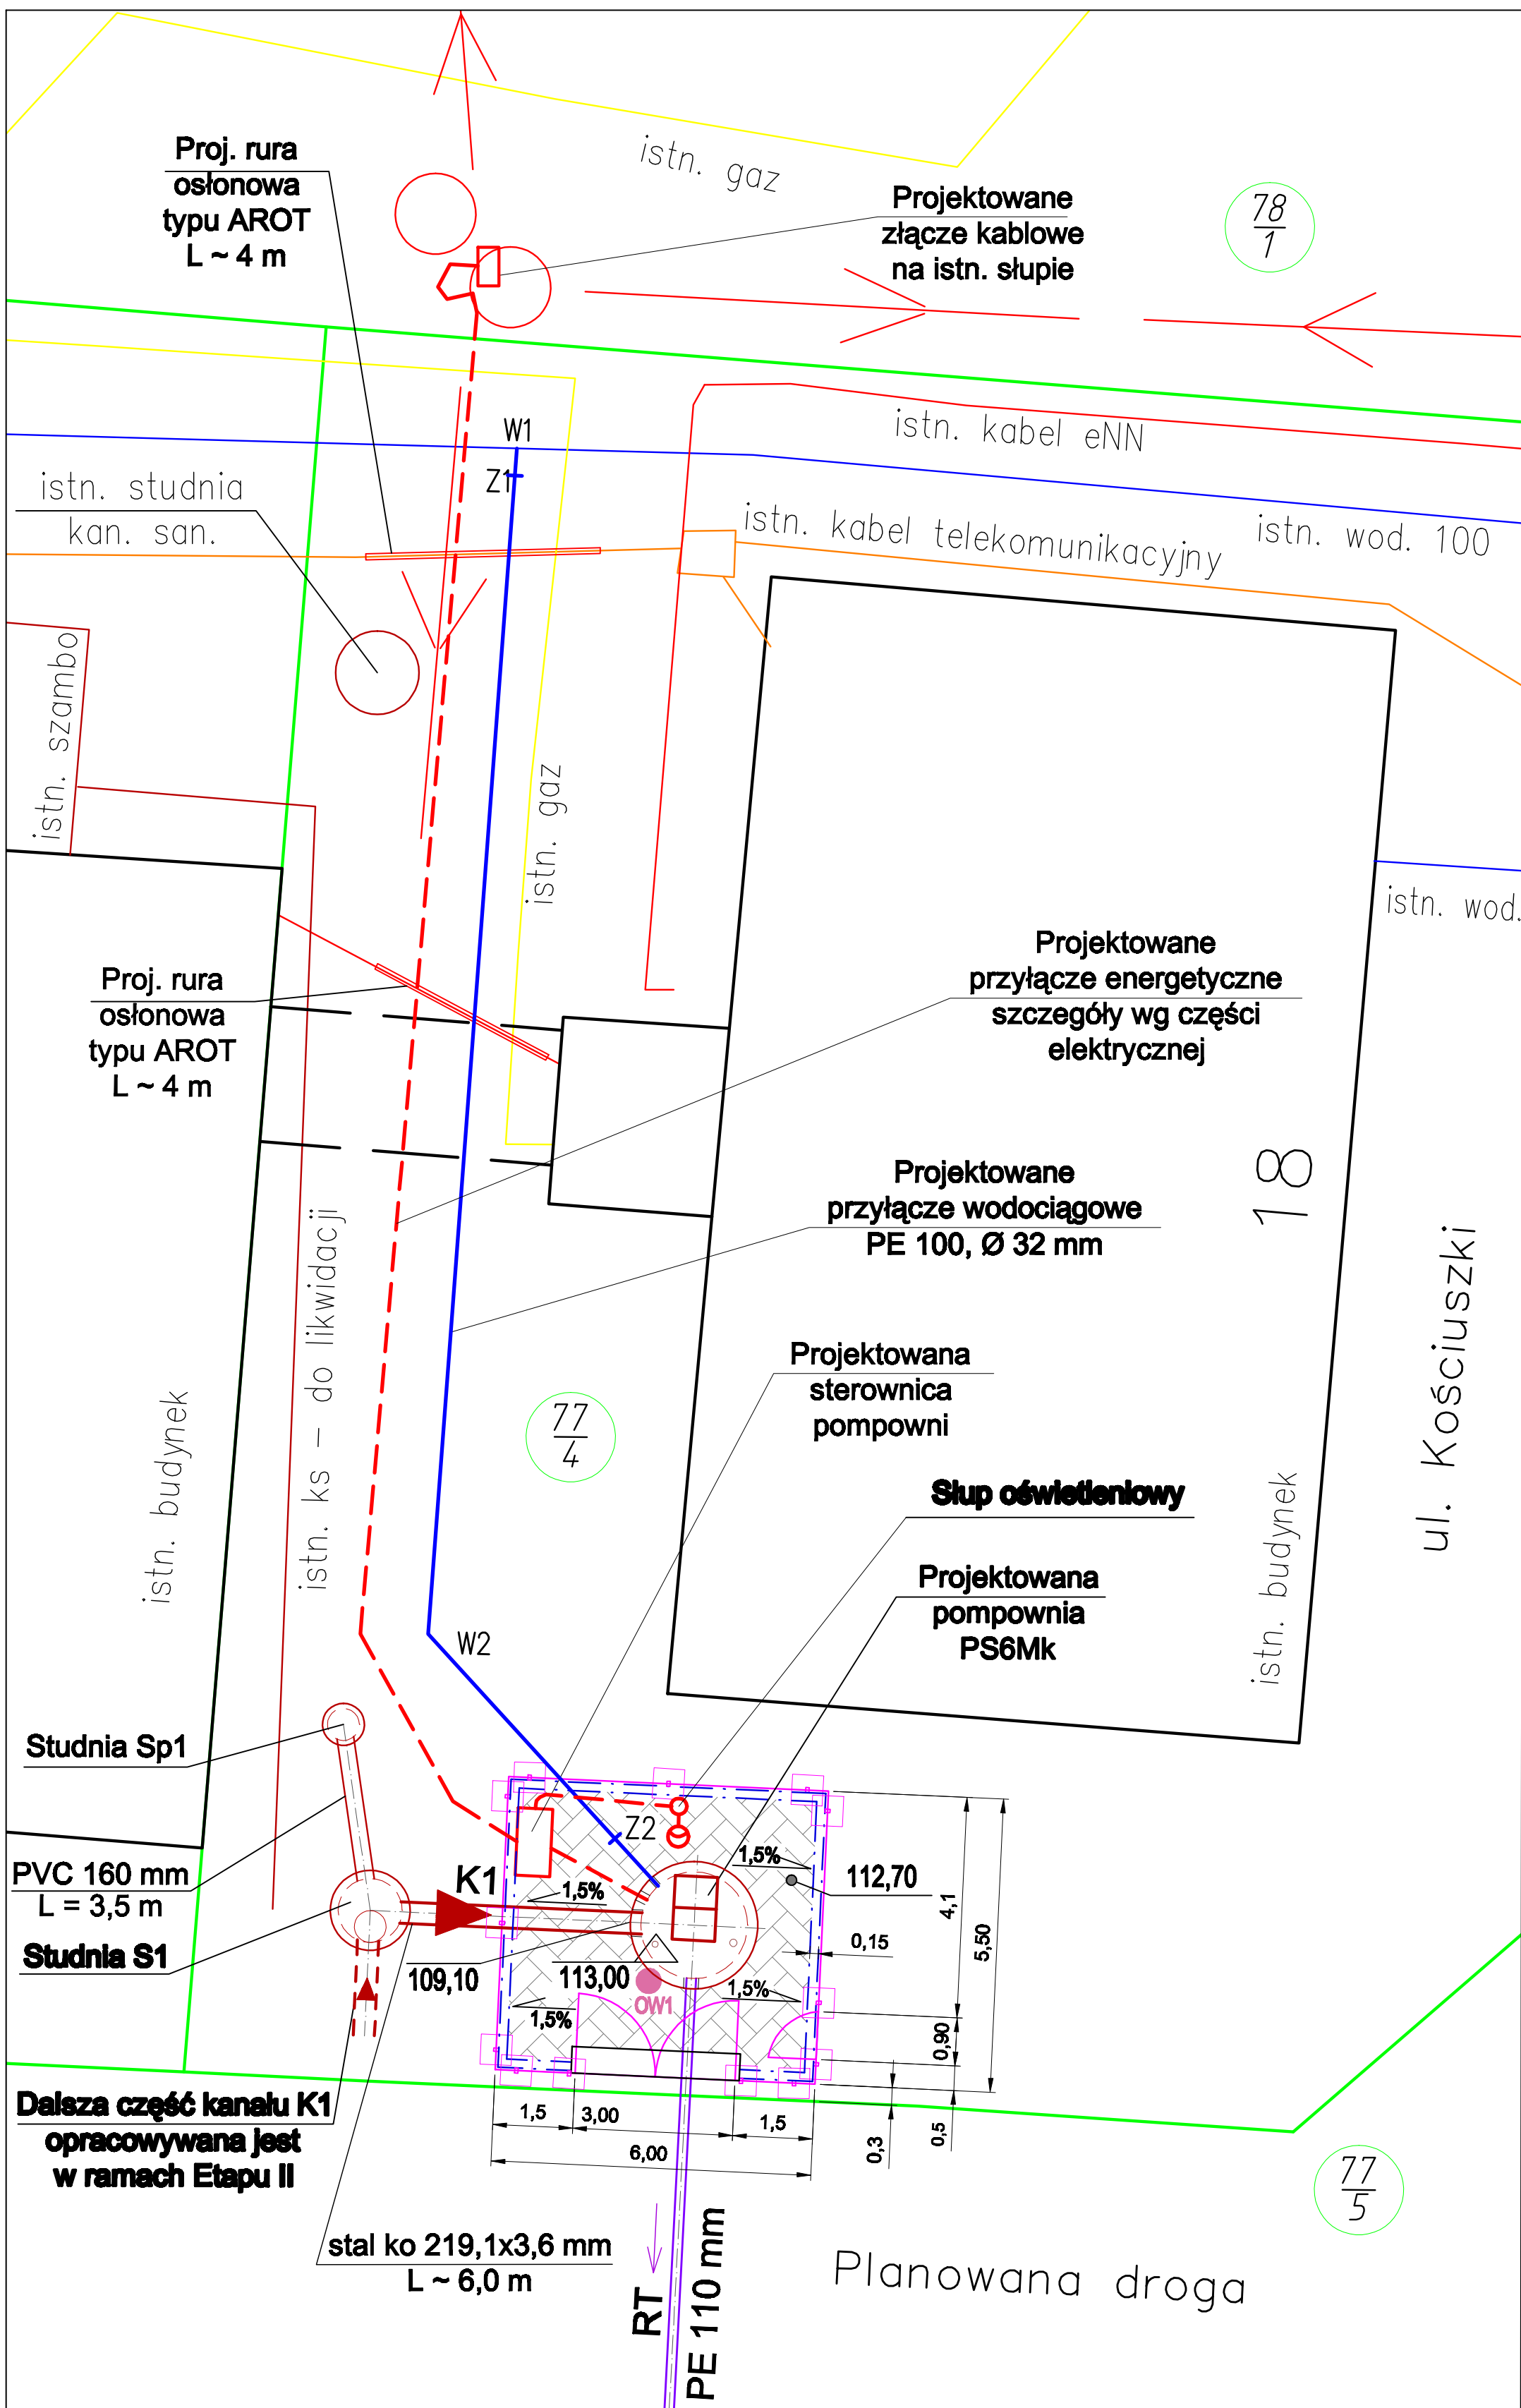 Proj. rura
osłonowa
typu AROT
L ~ 4 m
istn. gaz
Projektowane
złącze kablowe
na istn. słupie
78
1
W1
Z1
istn. kabel eNN
istn. studnia
kan. san.
istn. kabel telekomunikacyjny
istn. wod. 100
istn. szambo
istn. gaz
istn. wod.
Proj. rura
osłonowa
typu AROT
L ~ 4 m
Projektowane
przyłącze energetyczne
szczegóły wg części
elektrycznej
Projektowane
przyłącze wodociągowe
PE 100, Ø 32 mm
18
ul. Kościuszki
istn. ks – do likwidacji
istn. budynek
Projektowana
sterownica
pompowni
77
4
Słup oświetleniowy
Projektowana
pompownia
PS6Mk
istn. budynek
W2
Studnia Sp1
PVC 160 mm
L = 3,5 m
Studnia S1
K1
Z2
1,5%
1,5%
112,70
4,1
5,50
0,15
109,10
113,00
OW1
1,5%
1,5%
0,90
Dalsza część kanału K1
opracowywana jest
w ramach Etapu II
1,5
3,00
1,5
6,00
0,3
0,5
77
5
stal ko 219,1x3,6 mm
L ~ 6,0 m
RT
PE 110 mm
Planowana droga